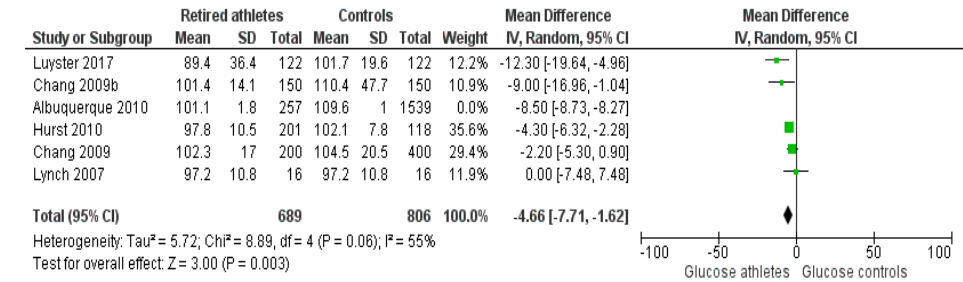 Retired athletes Controls Mean Difference Mean Difference
Study or Subgroup Mean SD Total Mean SD Total Weight IV, Random, 95% CI IV, Random, 95% CI
Luyster 2017 89.4 36.4 122 101.7 19.6 122 12.2% -12.30 [-19.64, -4.96]
Chang 2009b 101.4 14.1 150 110.4 47.7 150 10.9% -9.00 [-16.96, -1.04]
Albuquerque 2010 101.1 1.8 257 109.6 1 1539 0.0% -8.50 [-8.73, -8.27]
Hurst 2010 97.8 10.5 201 102.1 7.8 118 35.6% -4.30 [-6.32, -2.28]
Chang 2009 102.3 17 200 104.5 20.5 400 29.4% -2.20 [-5.30, 0.90]
Lynch 2007 97.2 10.8 16 97.2 10.8 16 11.9% 0.00 [-7.48, 7.48]
Total (95% CI) 689 806 100.0% -4.66 [-7.71, -1.62]
Heterogeneity: Tau² = 5.72; Chi² = 8.89, df = 4 (P = 0.06); I² = 55%
Test for overall effect: Z = 3.00 (P = 0.003)
-100 -50 0 50 100
Glucose athletes Glucose controls